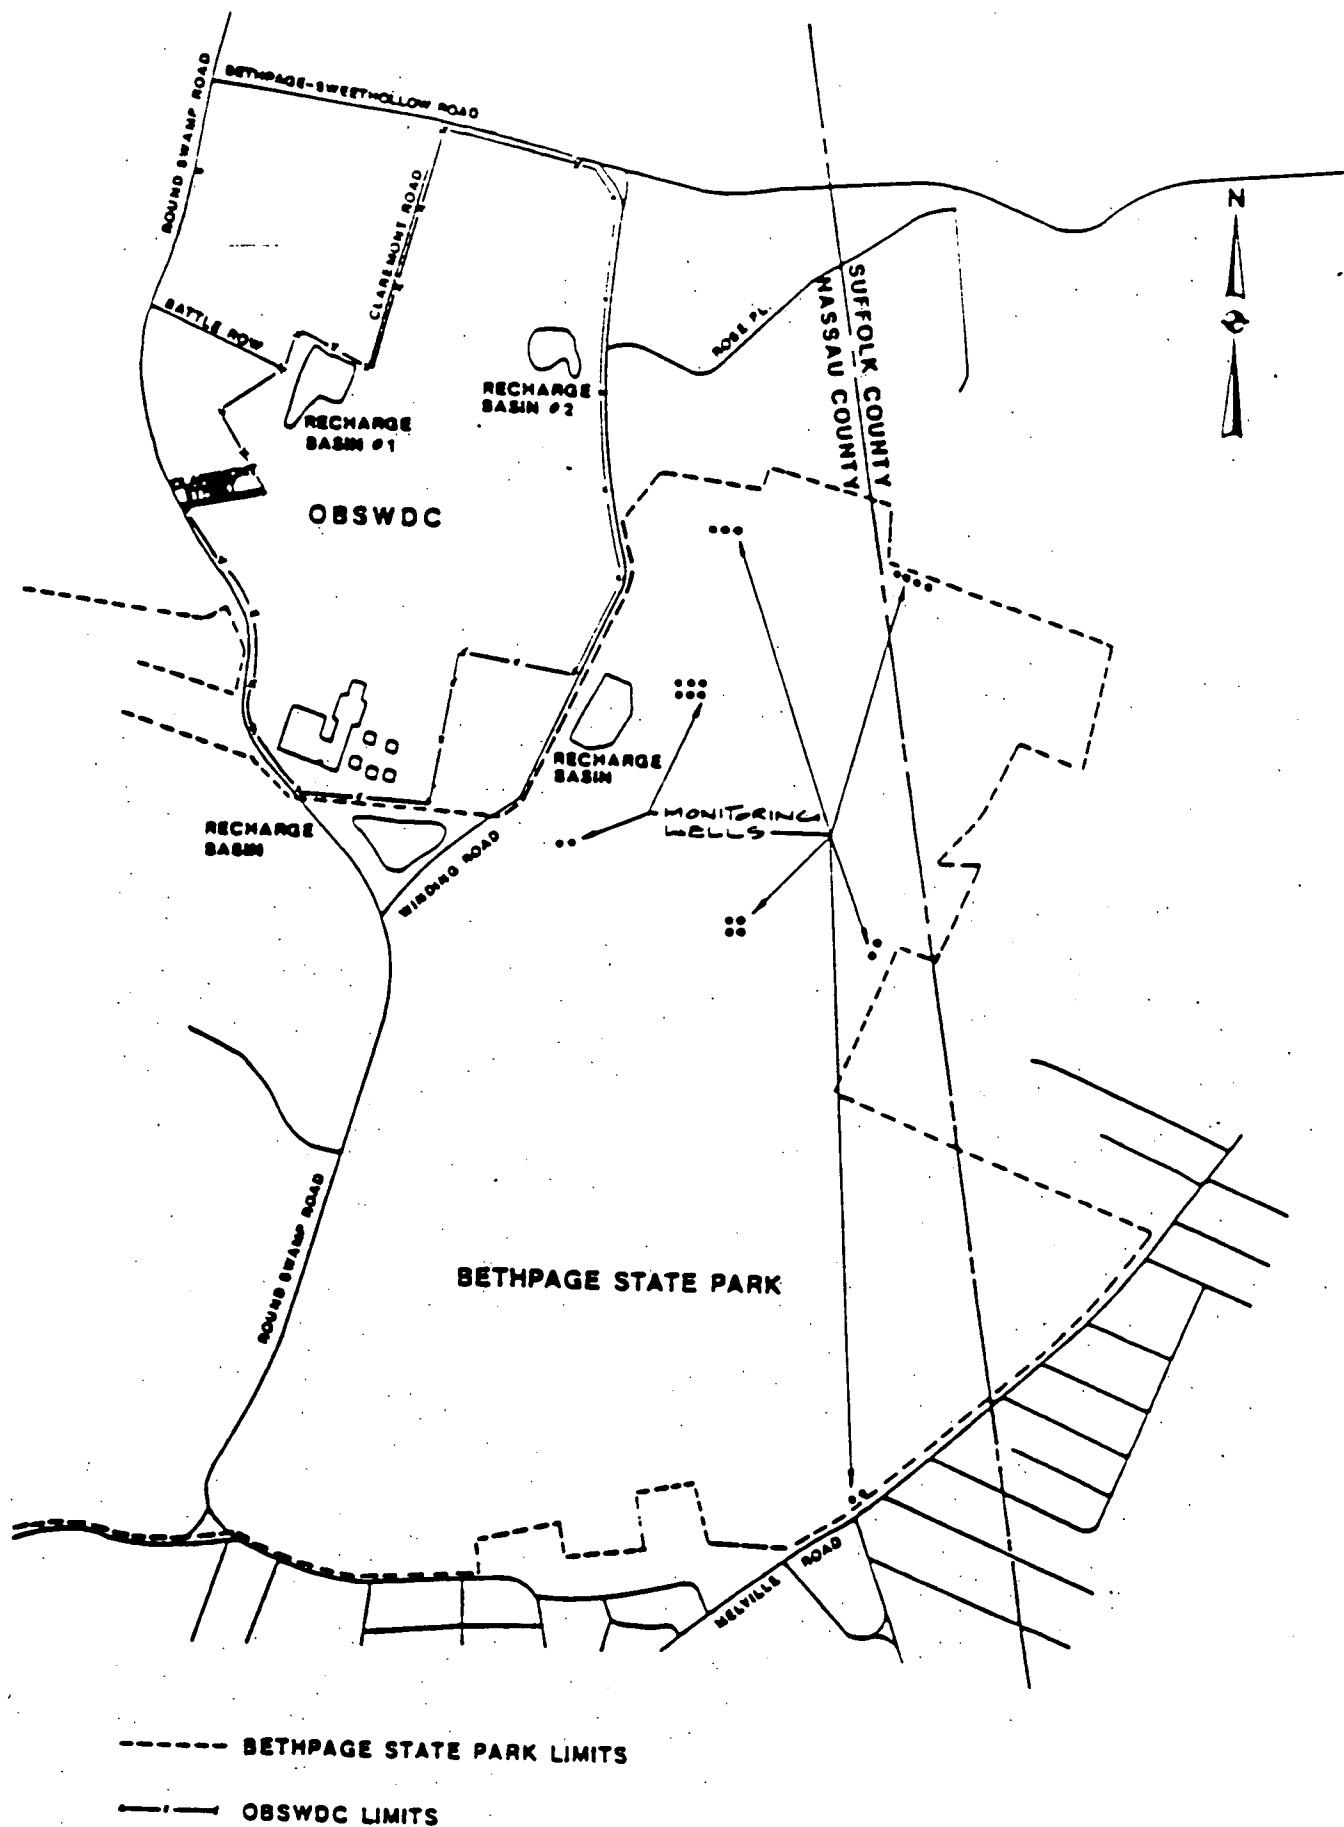 ROUND SWAMP ROAD
BETHPAGE-SWEETHOLLOW ROAD
CLAREMONT ROAD
N
BATTLE ROW
ROSE PL.
SUFFOLK COUNTY
NASSAU COUNTY
RECHARGE
BASIN #2
RECHARGE
BASIN #1
OBSWDC
RECHARGE
BASIN
MONITORING
WELLS
RECHARGE
BASIN
WINDING ROAD
ROUND SWAMP ROAD
BETHPAGE STATE PARK
MELVILLE ROAD
BETHPAGE STATE PARK LIMITS
OBSWDC LIMITS